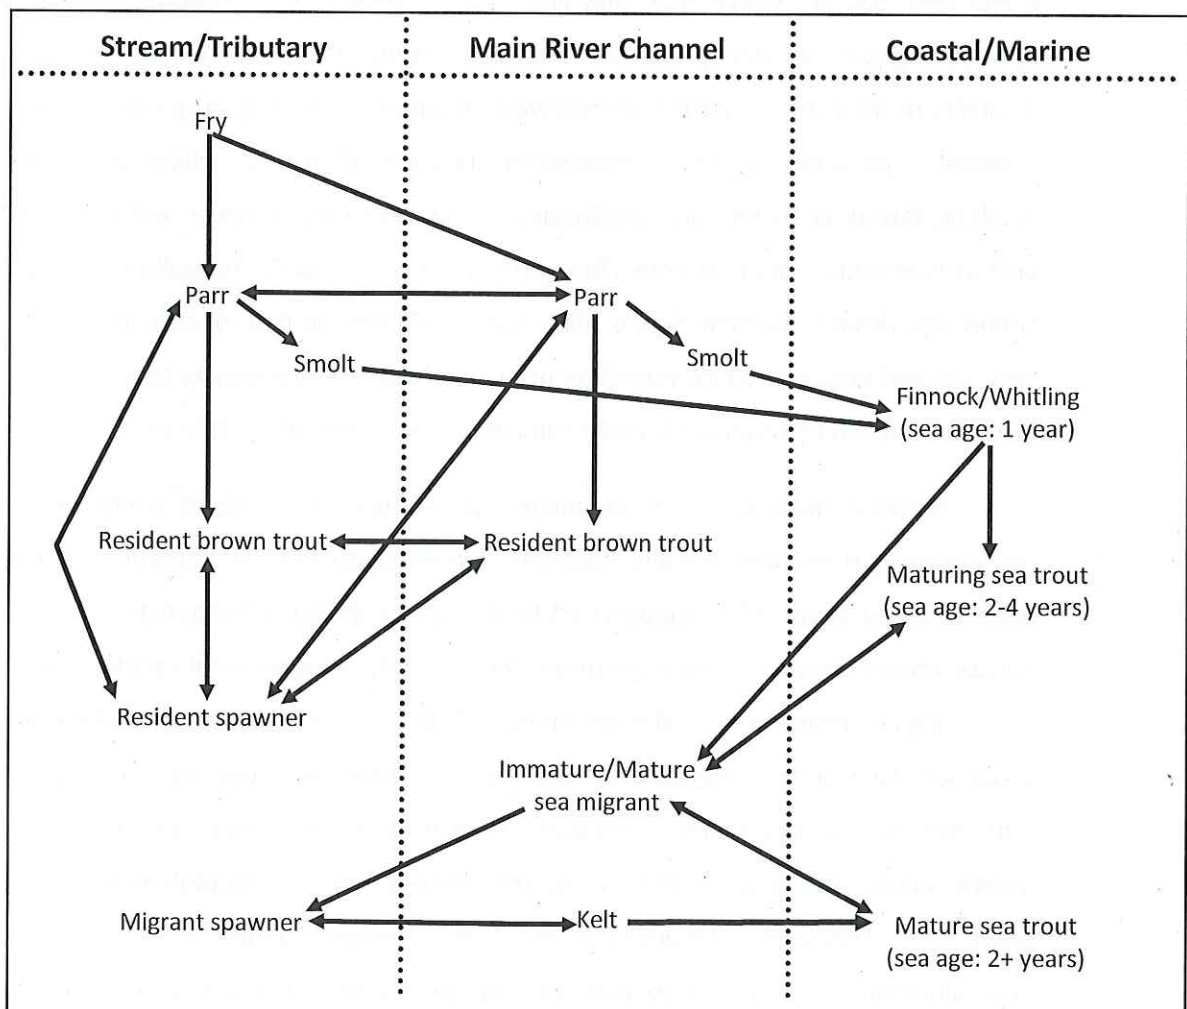 Stream/Tributary
Main River Channel
Coastal/Marine
Fry
Parr
Parr
Smolt
Smolt
Finnock/Whitling
(sea age: 1 year)
Resident brown trout
Resident brown trout
Maturing sea trout
(sea age: 2-4 years)
Resident spawner
Immature/Mature
sea migrant
Migrant spawner
Kelt
Mature sea trout
(sea age: 2+ years)